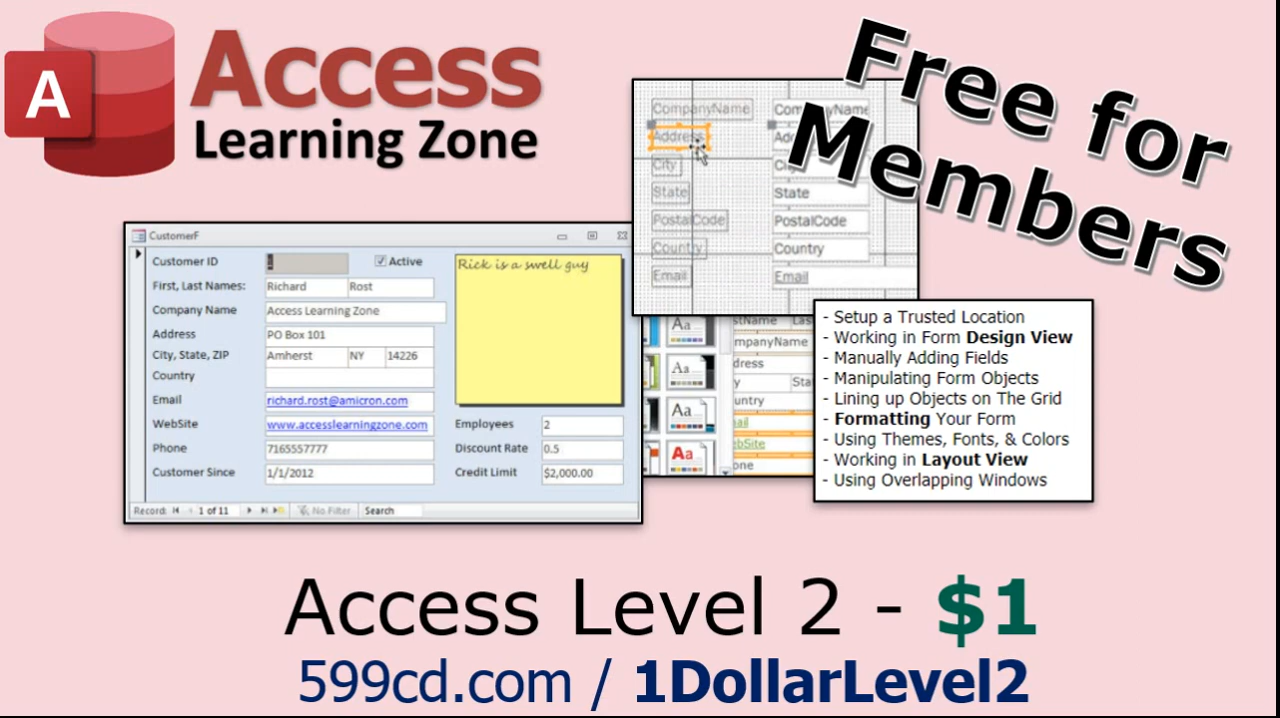 A
Access
Learning Zone
Free for
Members
CompanyName CompanyName
Address
City
State State
PostalCode PostalCode
Country Country
Email Email
CustomerF
Customer ID
Active
Rick is a swell guy
First, Last Names: Richard Rost
Company Name Access Learning Zone
Address PO Box 101
City, State, ZIP Amherst NY 14226
Country
Email richard.rost@amicron.com
WebSite www.accesslearningzone.com
Phone 7165557777
Customer Since 1/1/2012
Employees 2
Discount Rate 0.5
Credit Limit $2,000.00
Record: 1 of 11 No Filter Search
Aa
Aa
Aa
Aa
- Setup a Trusted Location
- Working in Form Design View
- Manually Adding Fields
- Manipulating Form Objects
- Lining up Objects on The Grid
- Formatting Your Form
- Using Themes, Fonts, & Colors
- Working in Layout View
- Using Overlapping Windows
Access Level 2 - $1
599cd.com / 1DollarLevel2